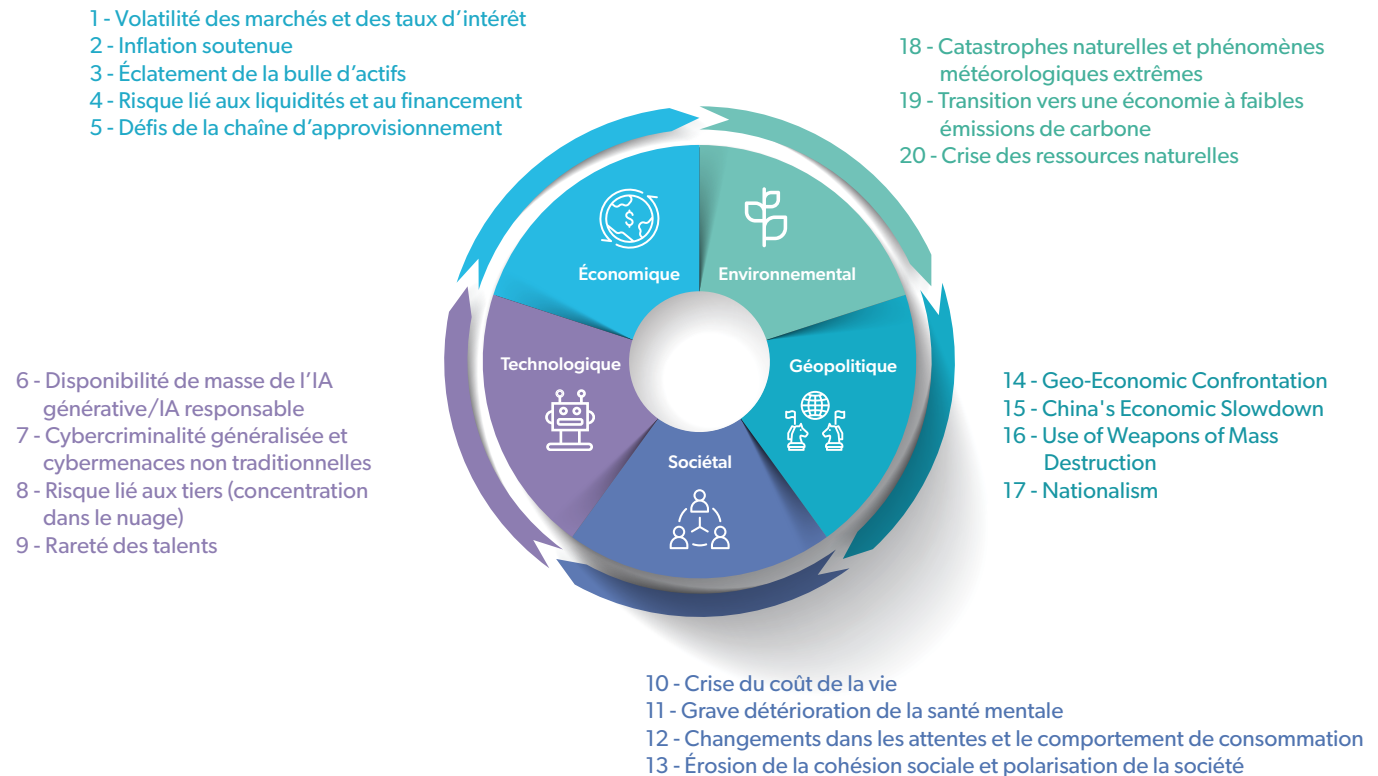 1 - Volatilité des marchés et des taux d’intérêt
2 - Inflation soutenue
3 - Éclatement de la bulle d’actifs
4 - Risque lié aux liquidités et au financement
5 - Défis de la chaîne d’approvisionnement
18 - Catastrophes naturelles et phénomènes
météorologiques extrêmes
19 - Transition vers une économie à faibles
émissions de carbone
20 - Crise des ressources naturelles
$
Économique
Environnemental
Technologique
Géopolitique
Sociétal
6 - Disponibilité de masse de l’IA
générative/IA responsable
7 - Cybercriminalité généralisée et
cybermenaces non traditionnelles
8 - Risque lié aux tiers (concentration
dans le nuage)
9 - Rareté des talents
14 - Geo-Economic Confrontation
15 - China's Economic Slowdown
16 - Use of Weapons of Mass
Destruction
17 - Nationalism
10 - Crise du coût de la vie
11 - Grave détérioration de la santé mentale
12 - Changements dans les attentes et le comportement de consommation
13 - Érosion de la cohésion sociale et polarisation de la société